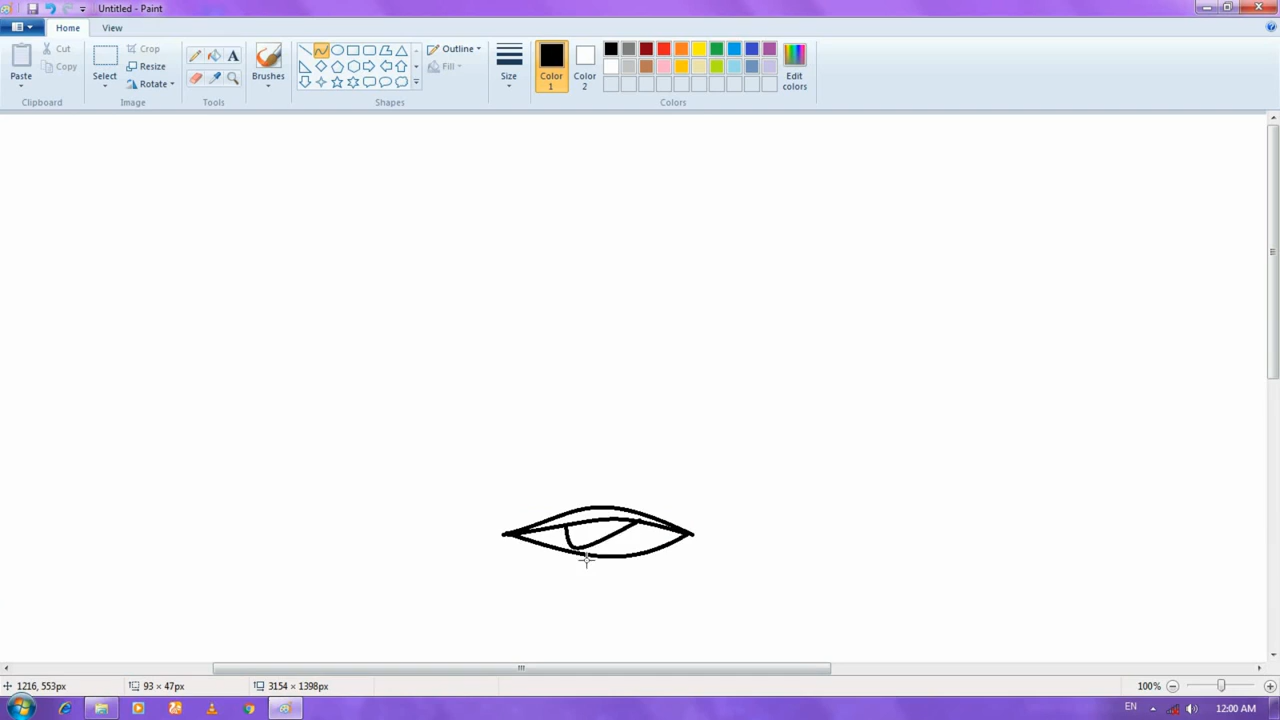 Untitled - Paint
Home View
Paste Cut Copy Clipboard
Select Crop Resize Rotate Image
A Tools
Brushes
Outline Fill Shapes
Size
Color 1 Color 2 Edit colors Colors
1216, 553px 93 × 47px 3154 × 1398px 100%
EN 12:00 AM